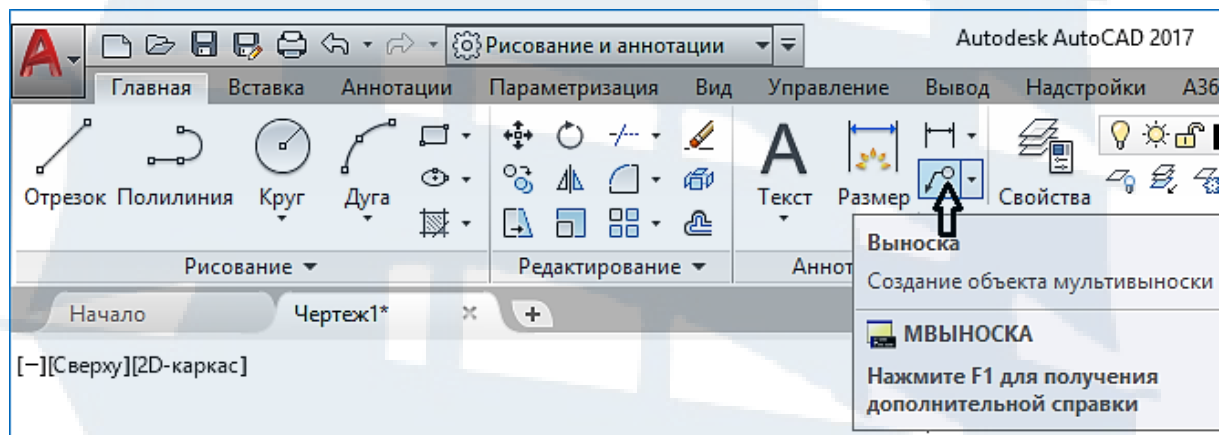 Рисование и аннотации
Autodesk AutoCAD 2017
Главная Вставка Аннотации Параметризация Вид Управление Вывод Надстройки A36
Отрезок Полилиния Круг Дуга Текст Размер Свойства
Рисование Редактирование Аннот
Выноска
Создание объекта мультивыноски
МВЫНОСКА
Нажмите F1 для получения
дополнительной справки
Начало Чертеж1*
[−][Сверху][2D-каркас]